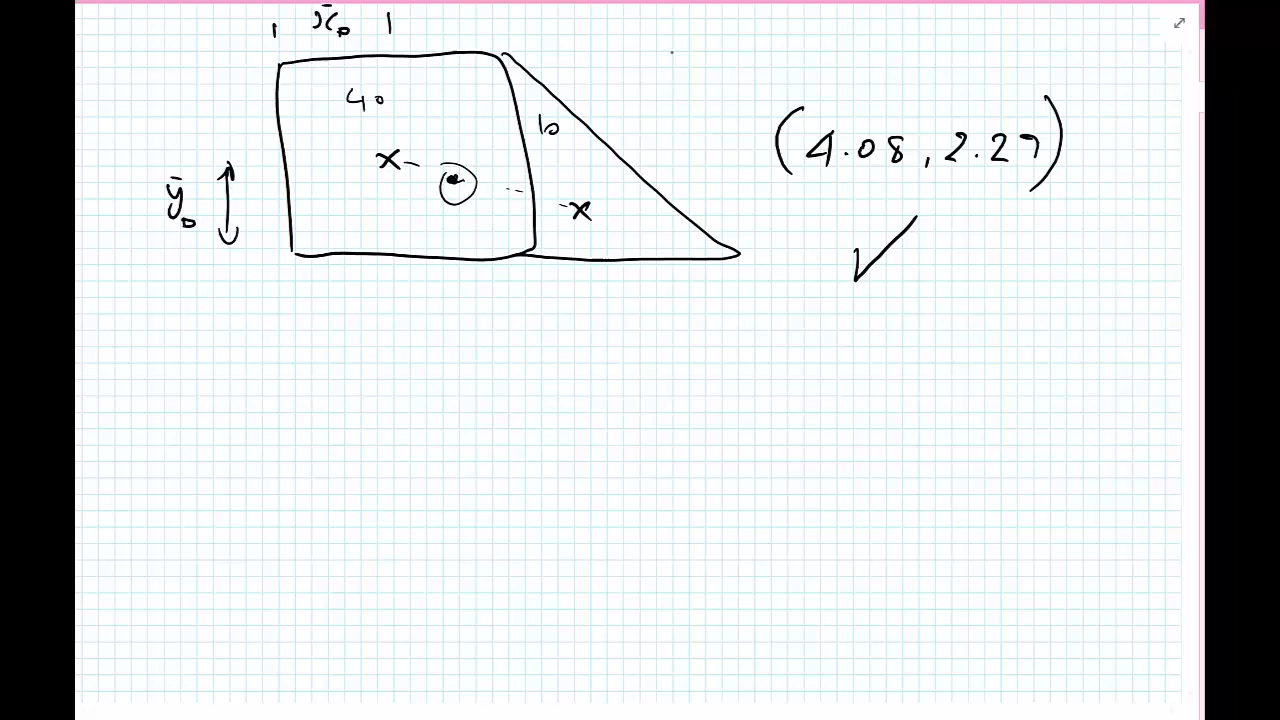 x̄₀
40
10
x
ȳ₀
x
(4.08, 2.27)